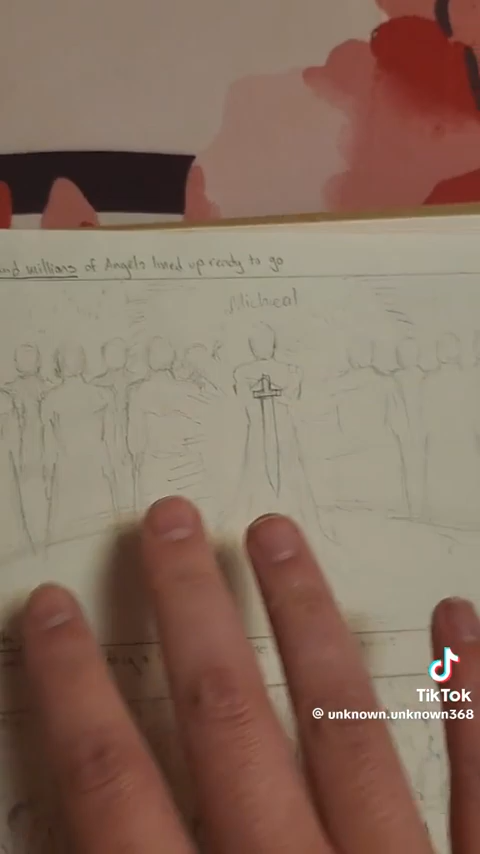 and millions of Angels lined up ready to go
Micheal
TikTok
@ unknown.unknown368